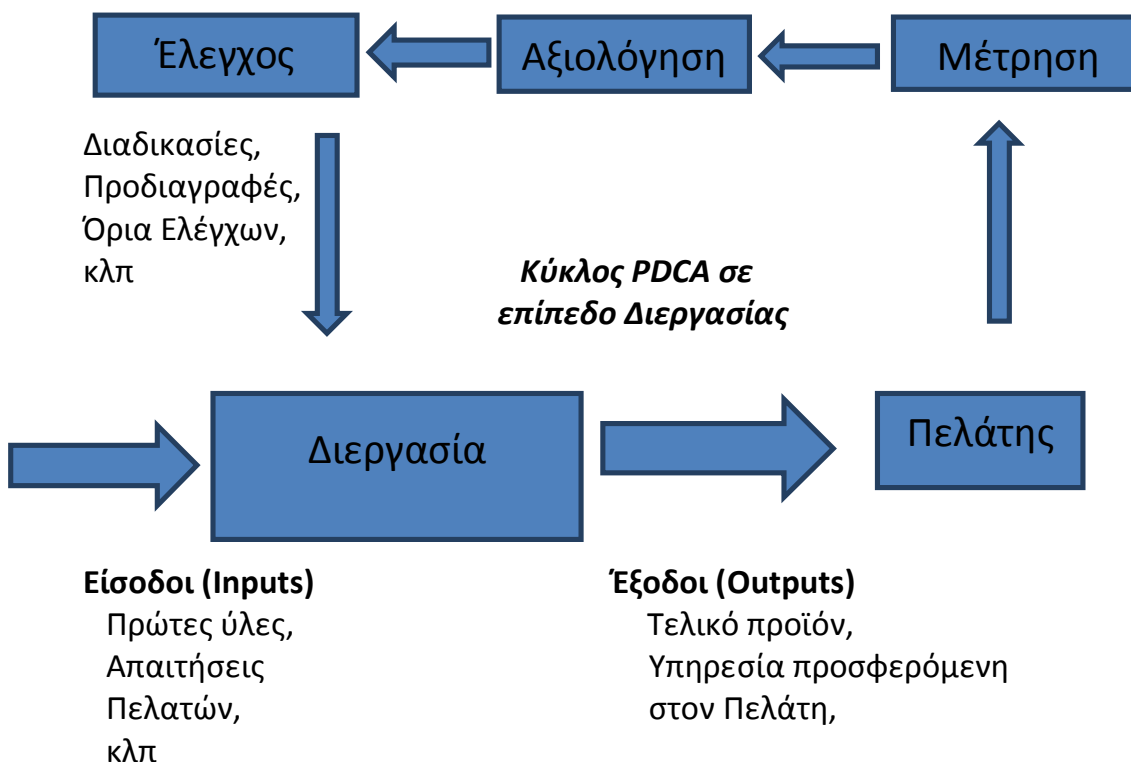 Έλεγχος
Αξιολόγηση
Μέτρηση
Διαδικασίες,
Προδιαγραφές,
Όρια Ελέγχων,
κλπ
Κύκλος PDCA σε
επίπεδο Διεργασίας
Διεργασία
Πελάτης
Είσοδοι (Inputs)
Πρώτες ύλες,
Απαιτήσεις
Πελατών,
κλπ
Έξοδοι (Outputs)
Τελικό προϊόν,
Υπηρεσία προσφερόμενη
στον Πελάτη,